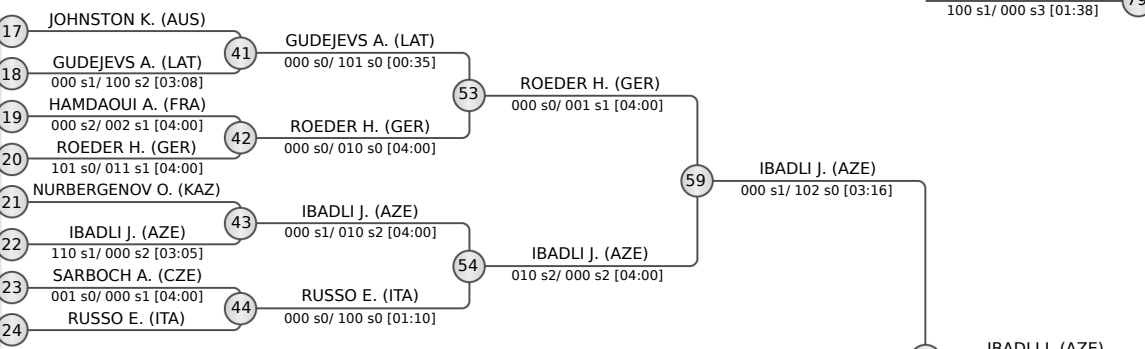 100 s1/ 000 s3 [01:38]
17
JOHNSTON K. (AUS)
41
GUDEJEVS A. (LAT)
000 s0/ 101 s0 [00:35]
18
GUDEJEVS A. (LAT)
000 s1/ 100 s2 [03:08]
53
ROEDER H. (GER)
000 s0/ 001 s1 [04:00]
19
HAMDAOUI A. (FRA)
000 s2/ 002 s1 [04:00]
42
ROEDER H. (GER)
000 s0/ 010 s0 [04:00]
20
ROEDER H. (GER)
101 s0/ 011 s1 [04:00]
59
IBADLI J. (AZE)
000 s1/ 102 s0 [03:16]
21
NURBERGENOV O. (KAZ)
43
IBADLI J. (AZE)
000 s1/ 010 s2 [04:00]
22
IBADLI J. (AZE)
110 s1/ 000 s2 [03:05]
54
IBADLI J. (AZE)
010 s2/ 000 s2 [04:00]
23
SARBOCH A. (CZE)
001 s0/ 000 s1 [04:00]
44
RUSSO E. (ITA)
000 s0/ 100 s0 [01:10]
24
RUSSO E. (ITA)
IBADLI J. (AZE)